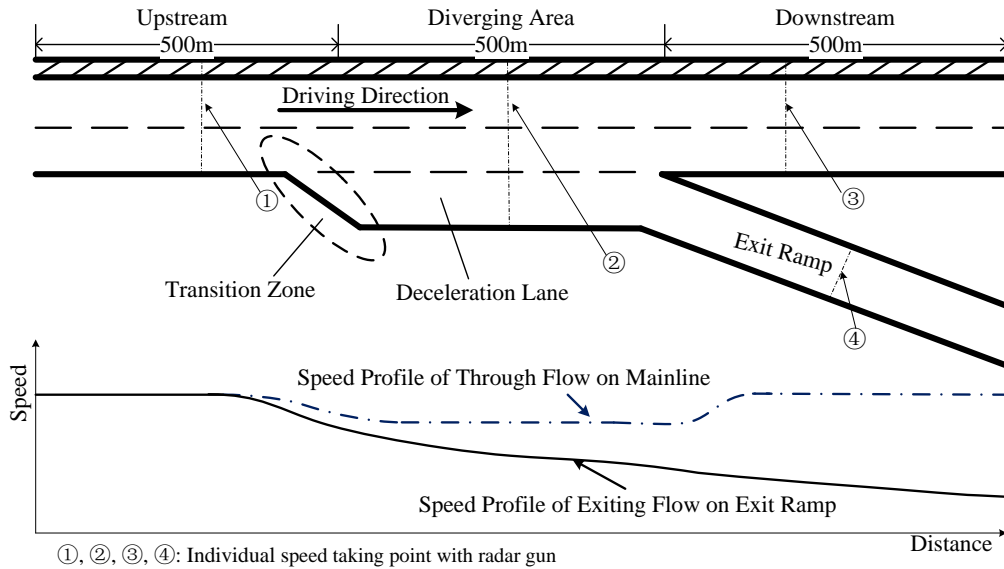 Upstream Diverging Area Downstream
500m 500m 500m
Driving Direction
①
③
②
Exit Ramp
Transition Zone
Deceleration Lane
④
Speed Profile of Through Flow on Mainline
Speed
Speed Profile of Exiting Flow on Exit Ramp
Distance
①, ②, ③, ④: Individual speed taking point with radar gun